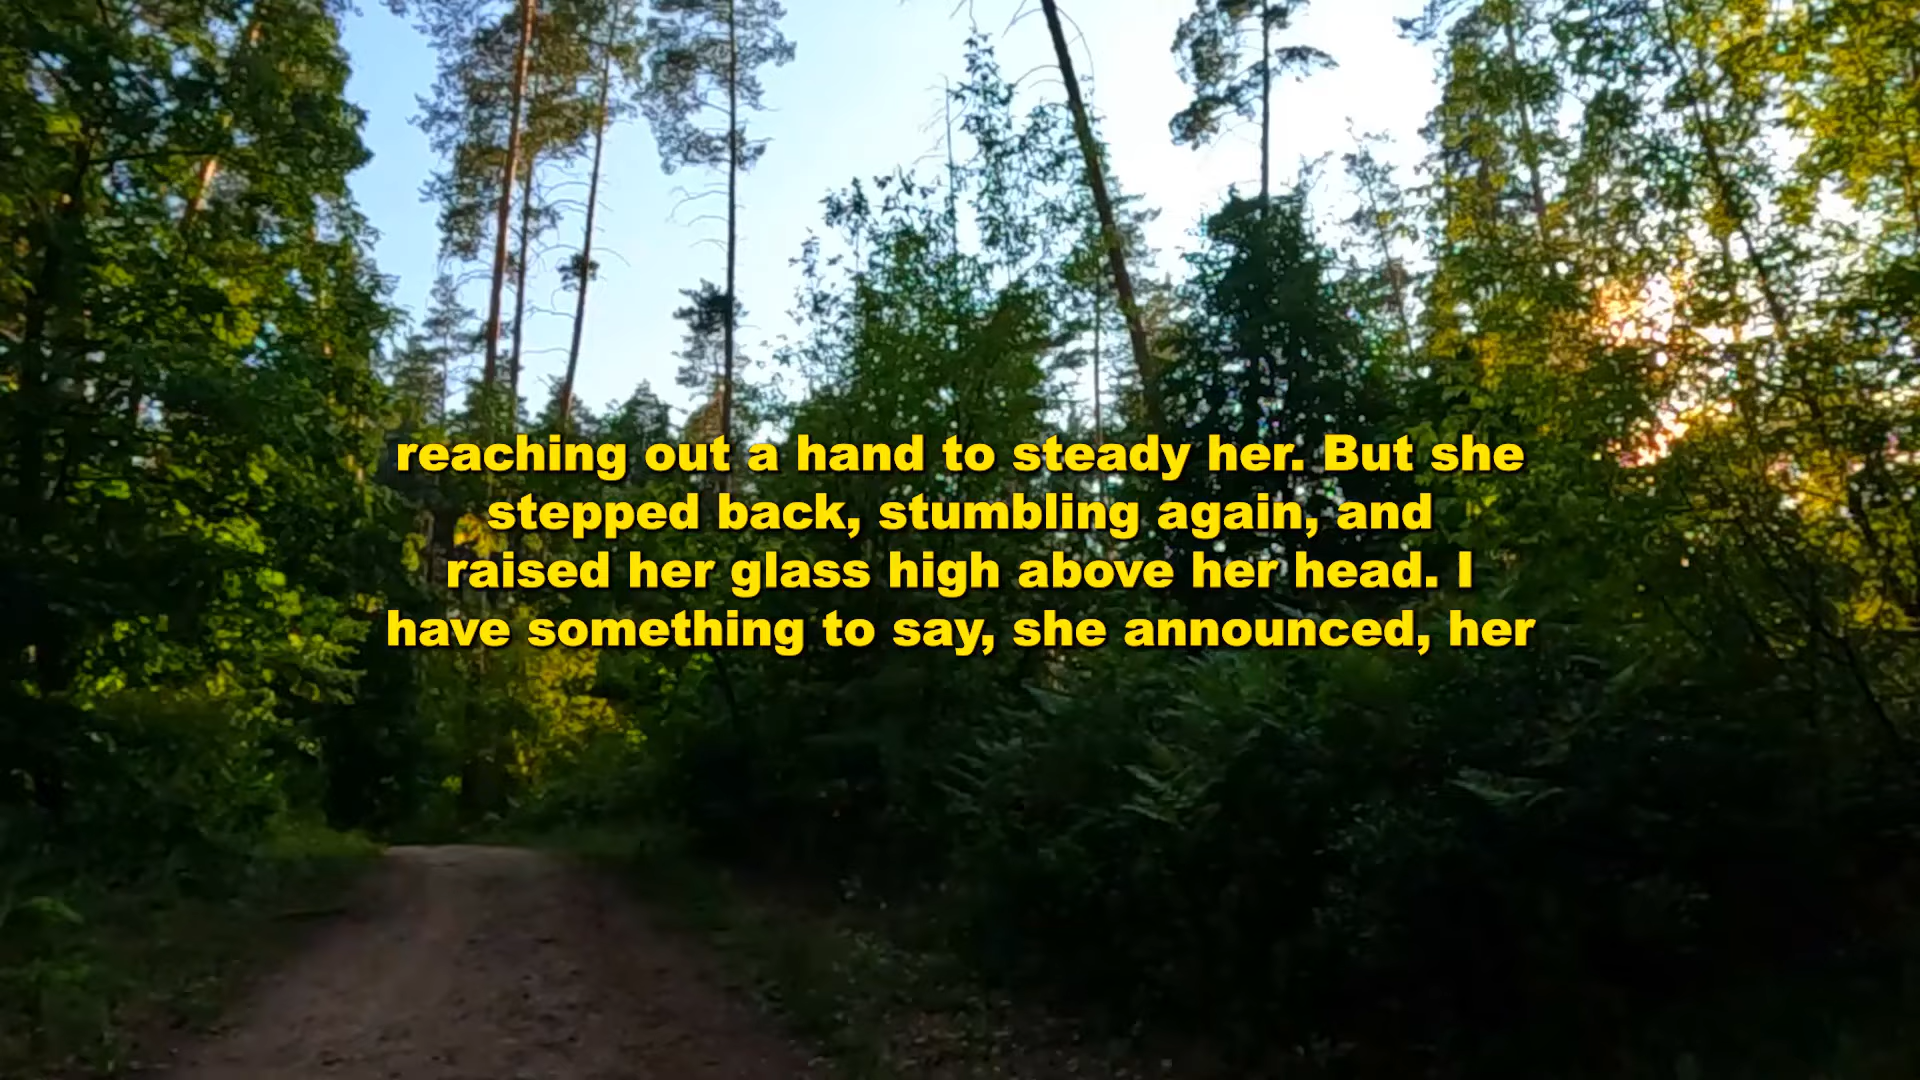 reaching out a hand to steady her. But she
stepped back, stumbling again, and
raised her glass high above her head. I
have something to say, she announced, her